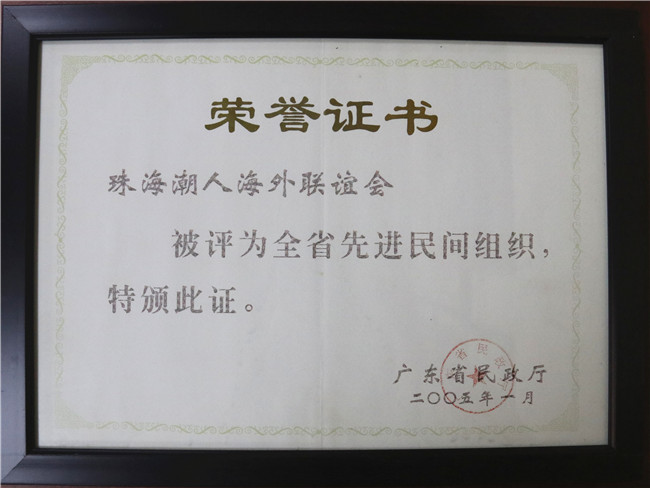 荣誉证书
珠海潮人海外联谊会
被评为全省先进民间组织，
特颁此证。
广东省民政厅
二〇〇五年一月